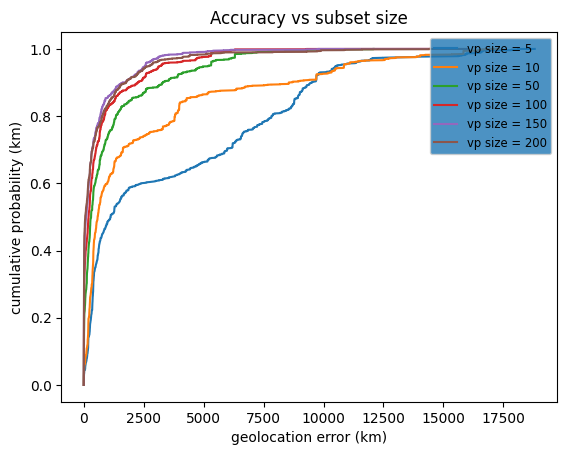 Accuracy vs subset size
1.0
0.8
0.6
0.4
0.2
0.0
cumulative probability (km)
vp size = 5
vp size = 10
vp size = 50
vp size = 100
vp size = 150
vp size = 200
0 2500 5000 7500 10000 12500 15000 17500
geolocation error (km)